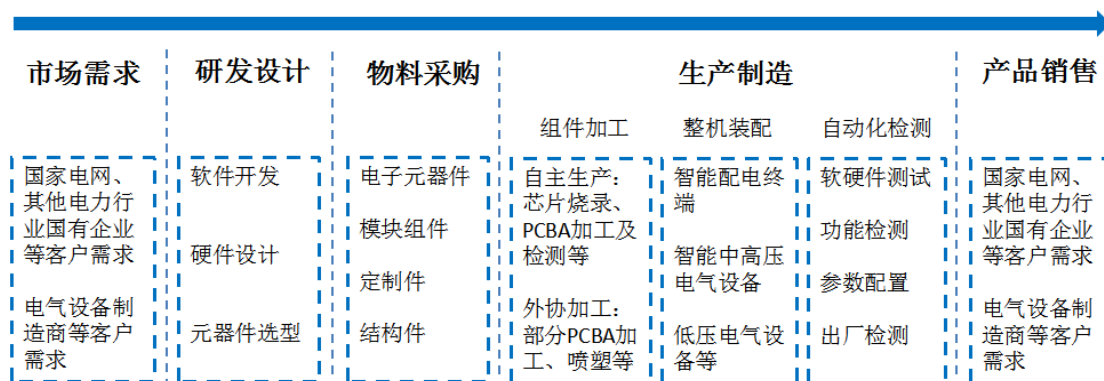 市场需求
研发设计
物料采购
生产制造
产品销售
组件加工
整机装配
自动化检测
国家电网、
其他电力行
业国有企业
等客户需求
电气设备制
造商等客户
需求
软件开发
硬件设计
元器件选型
电子元器件
模块组件
定制件
结构件
自主生产：
芯片烧录、
PCBA加工及
检测等
外协加工：
部分PCBA加
工、喷塑等
智能配电终
端
智能中高压
电气设备
低压电气设
备等
软硬件测试
功能检测
参数配置
出厂检测
国家电网、
其他电力行
业国有企业
等客户需求
电气设备制
造商等客户
需求